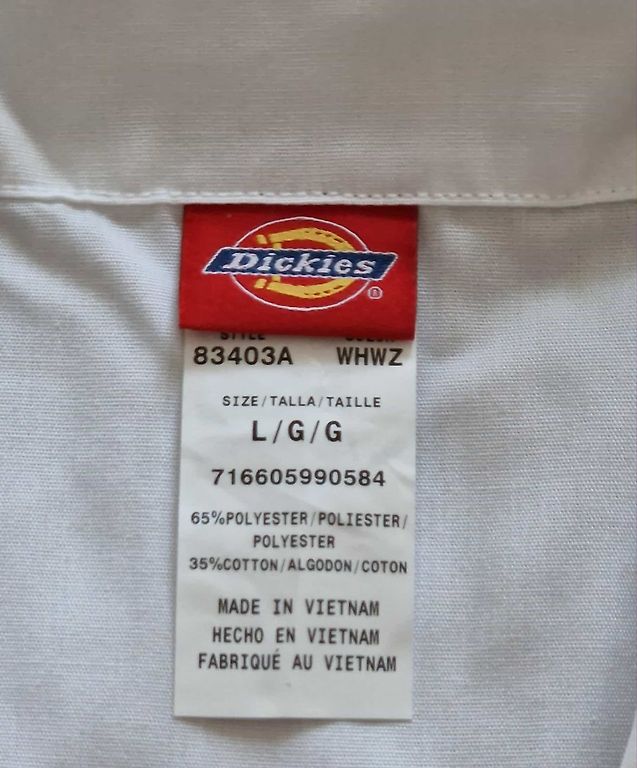 Dickies
®
STYLE
83403A WHWZ
SIZE/TALLA/TAILLE
L/G/G
716605990584
65%POLYESTER/POLIESTER/
POLYESTER
35%COTTON/ALGODON/COTON
MADE IN VIETNAM
HECHO EN VIETNAM
FABRIQUÉ AU VIETNAM